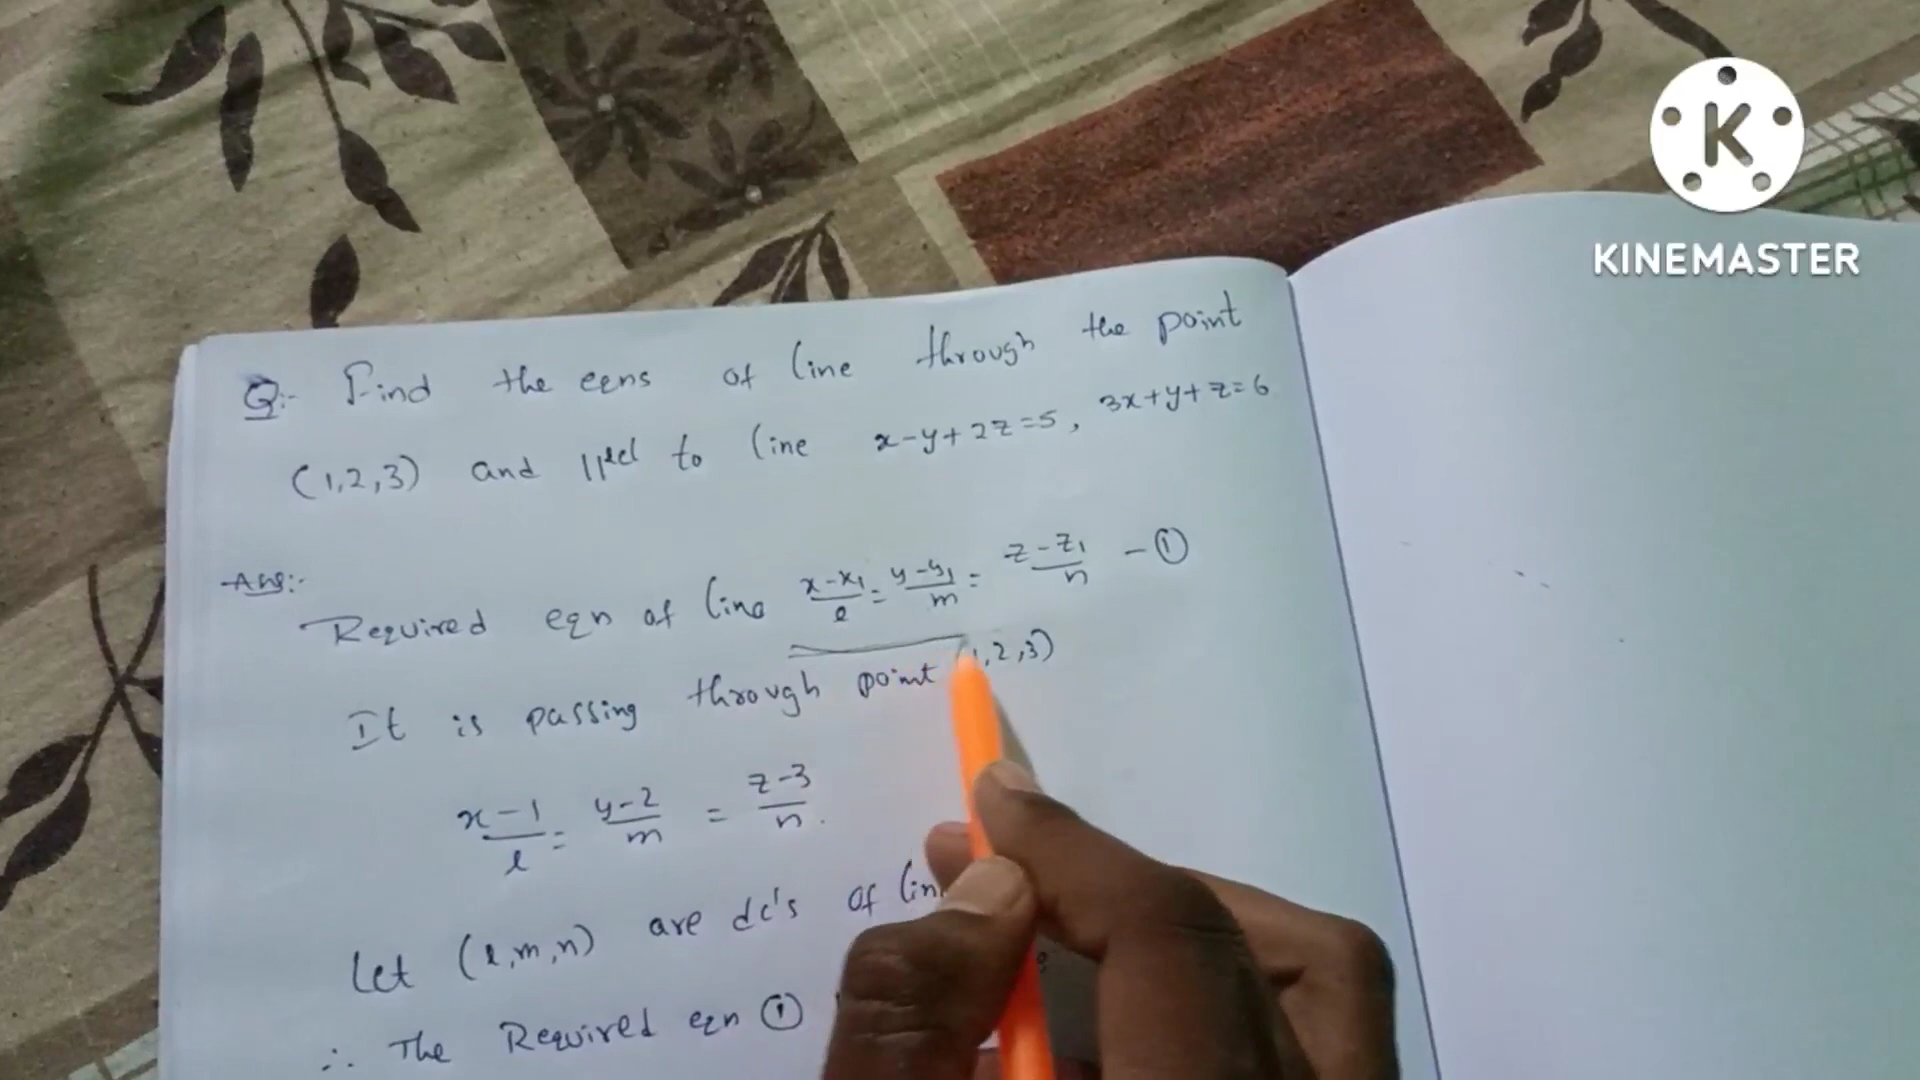 K
KINEMASTER
Q:- Find the eqns of line through the point
(1,2,3) and ||lel to line x-y+2z=5, 3x+y+z=6
Ans:-
Required eqn of line x-x₁/l = y-y₁/m = z-z₁/n - ①
It is passing through point ,2,3)
x-1/l = y-2/m = z-3/n.
Let (l,m,n) are dc's of lin
∴ The Required eqn ①